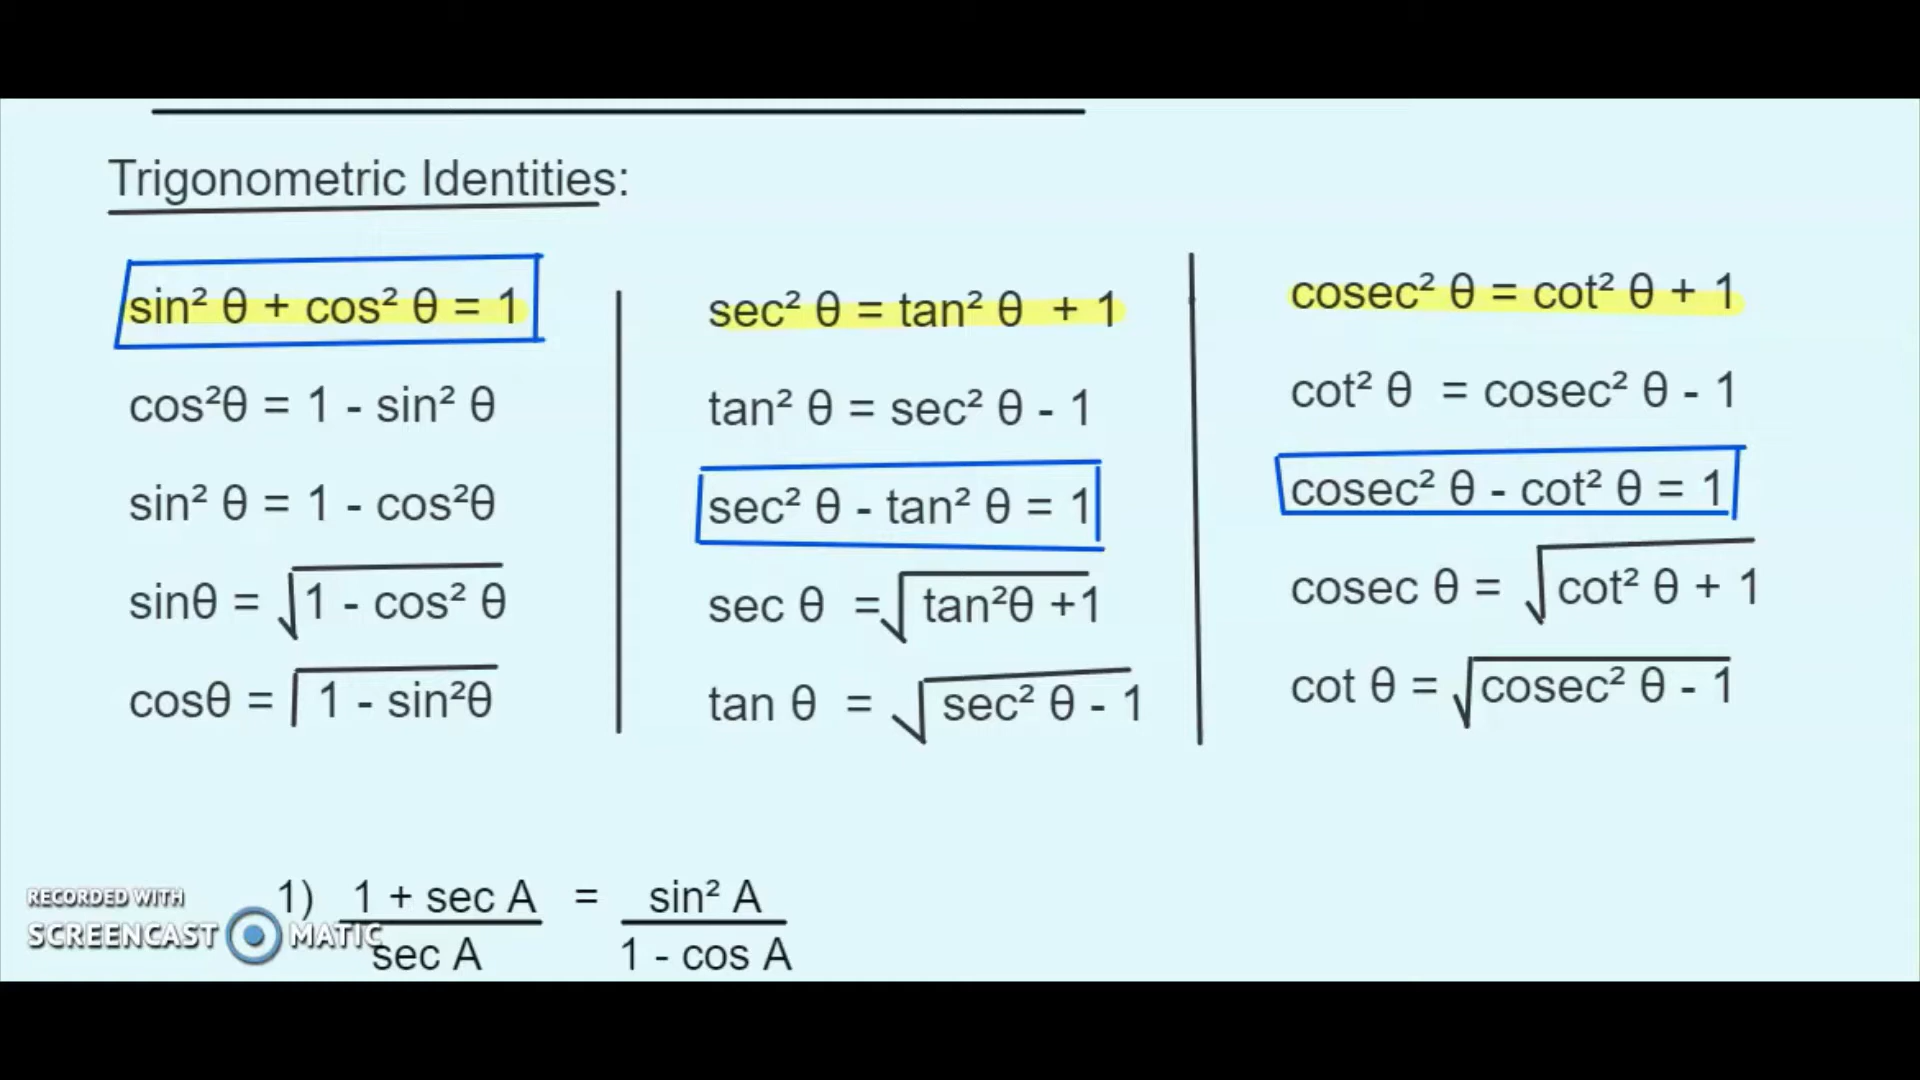 Trigonometric Identities:
sin² θ + cos² θ = 1
cos²θ = 1 - sin² θ
sin² θ = 1 - cos²θ
sinθ = √1 - cos² θ
cosθ = √1 - sin²θ
sec² θ = tan² θ + 1
tan² θ = sec² θ - 1
sec² θ - tan² θ = 1
sec θ =√tan²θ +1
tan θ = √sec² θ - 1
cosec² θ = cot² θ + 1
cot² θ = cosec² θ - 1
cosec² θ - cot² θ = 1
cosec θ = √cot² θ + 1
cot θ = √cosec² θ - 1
1) 1 + sec A = sin² A
sec A 1 - cos A
RECORDED WITH
SCREENCAST MATIC